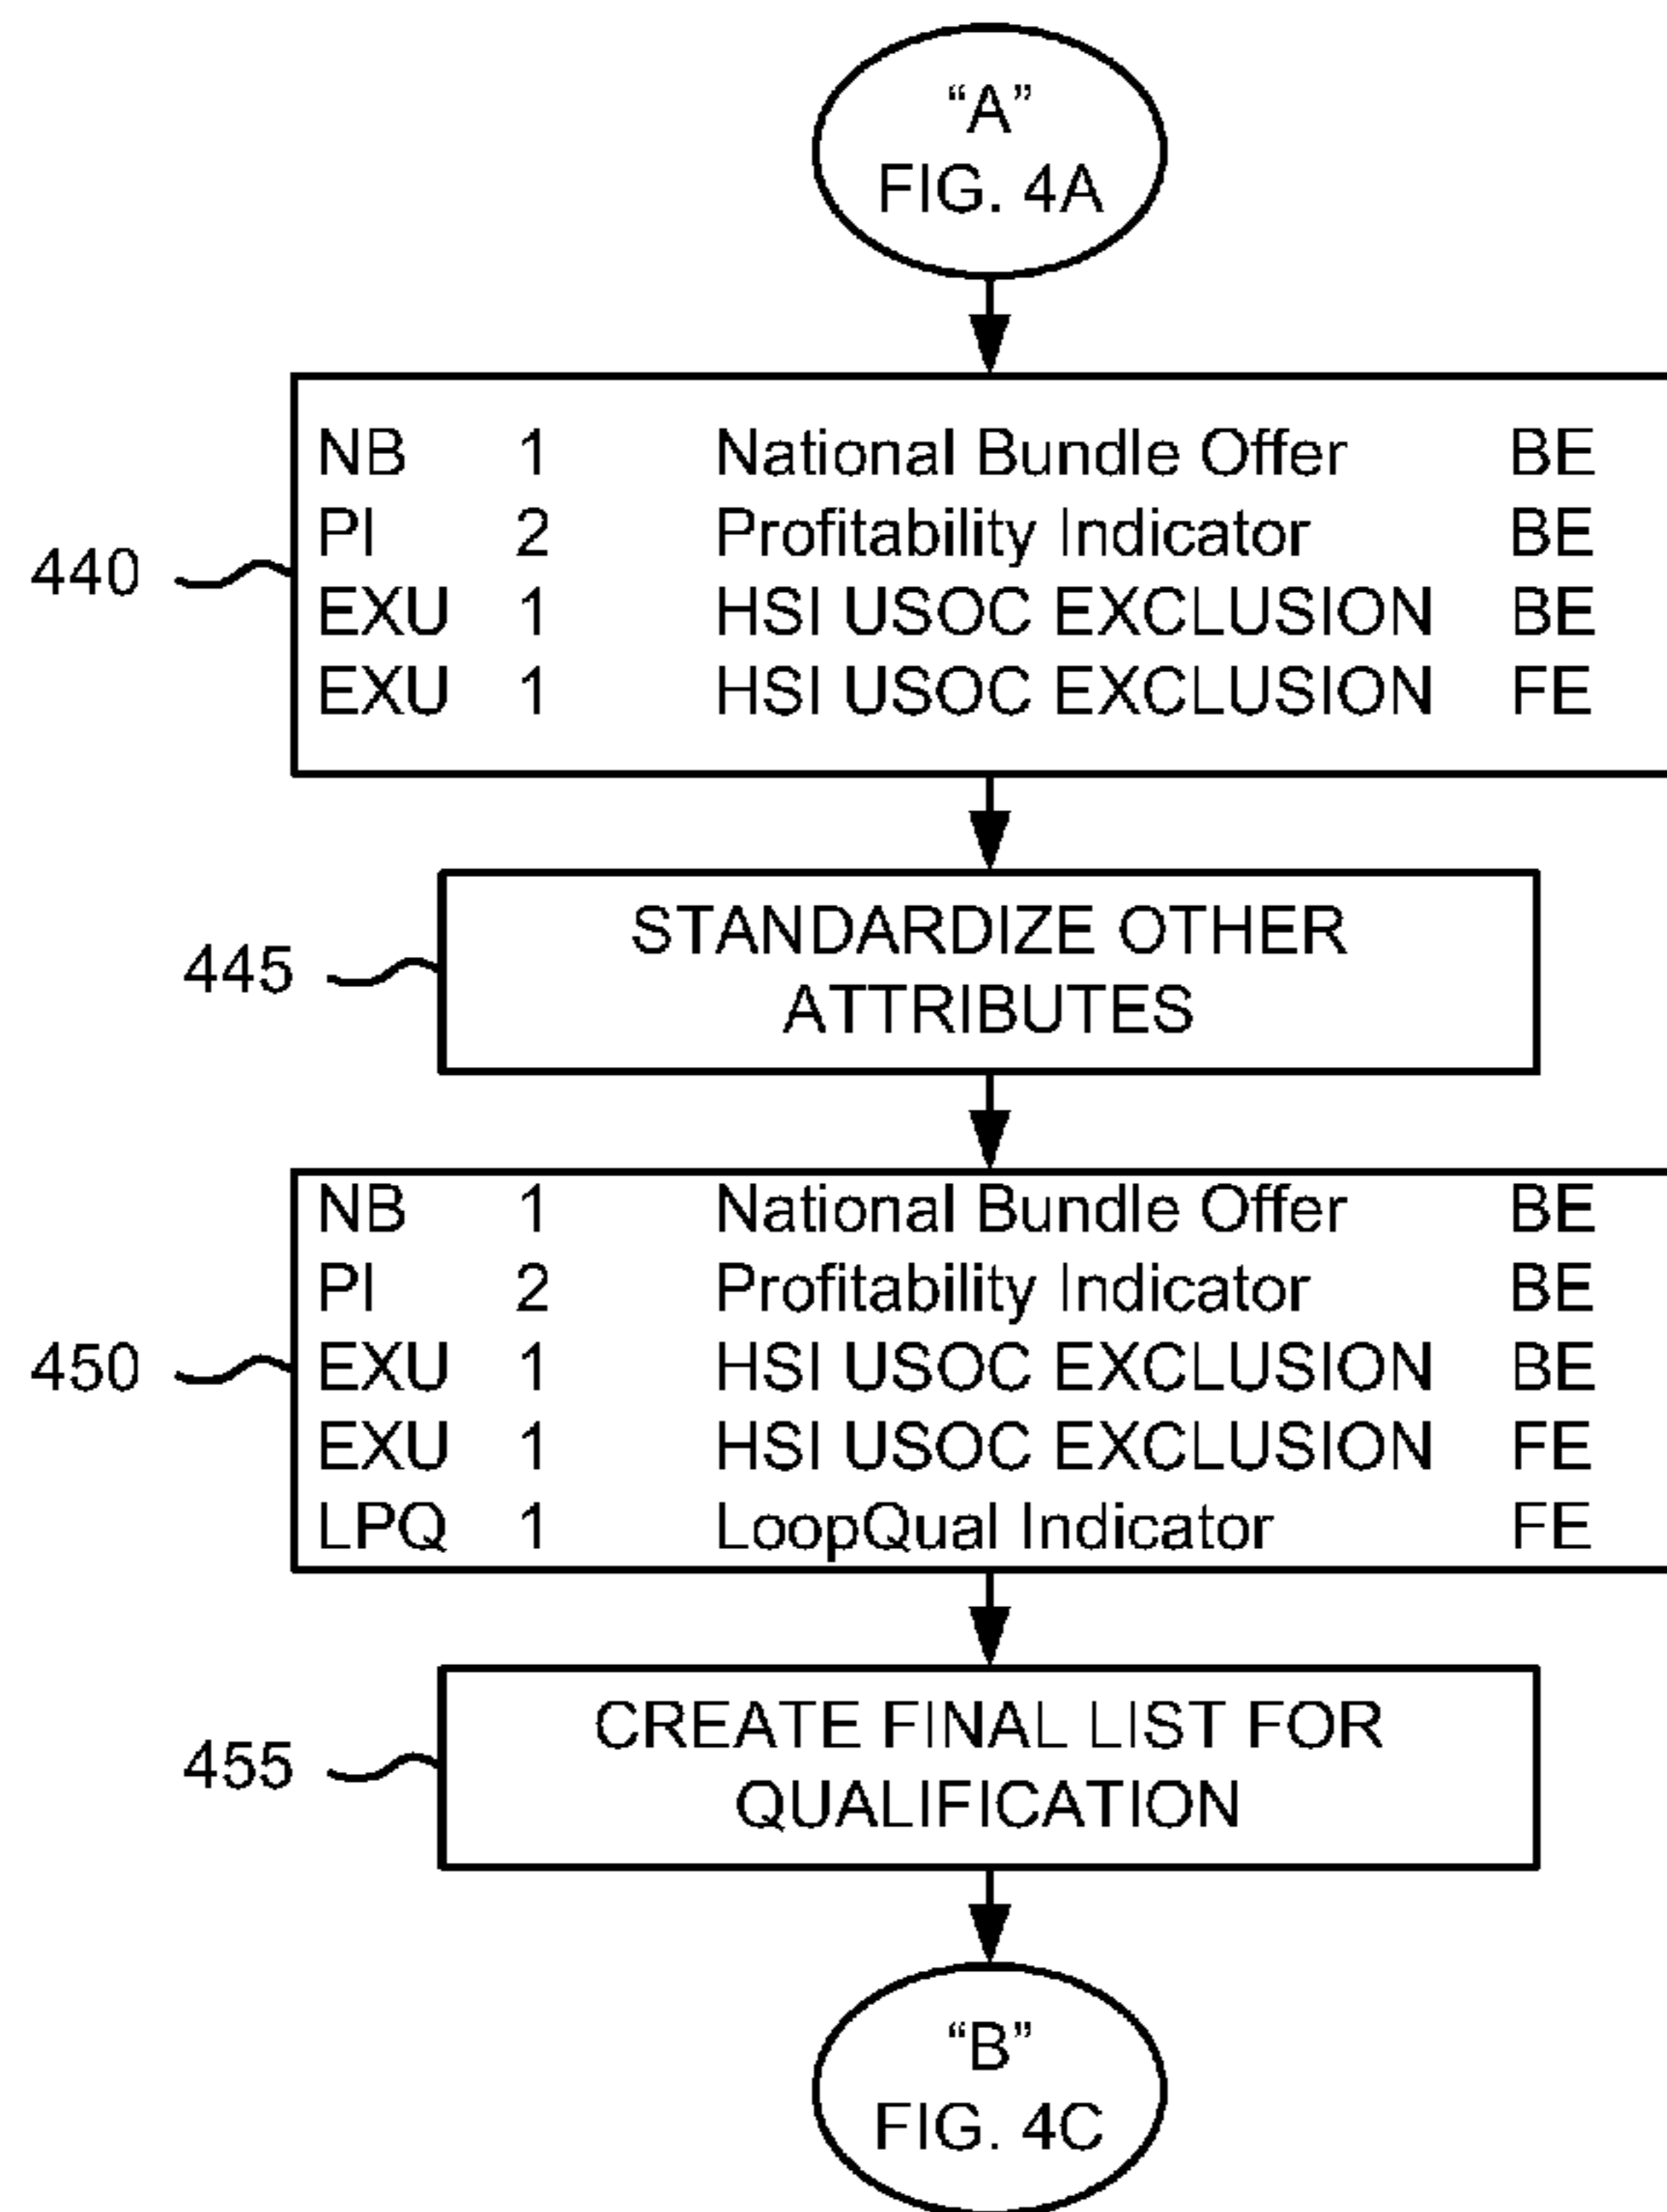 “A”
FIG. 4A
NB 1 National Bundle Offer BE
PI 2 Profitability Indicator BE
440
EXU 1 HSI USOC EXCLUSION BE
EXU 1 HSI USOC EXCLUSION FE
STANDARDIZE OTHER
445
ATTRIBUTES
NB 1 National Bundle Offer BE
PI 2 Profitability Indicator BE
450
EXU 1 HSI USOC EXCLUSION BE
EXU 1 HSI USOC EXCLUSION FE
LPQ 1 LoopQual Indicator FE
CREATE FINAL LIST FOR
455
QUALIFICATION
“B”
FIG. 4C